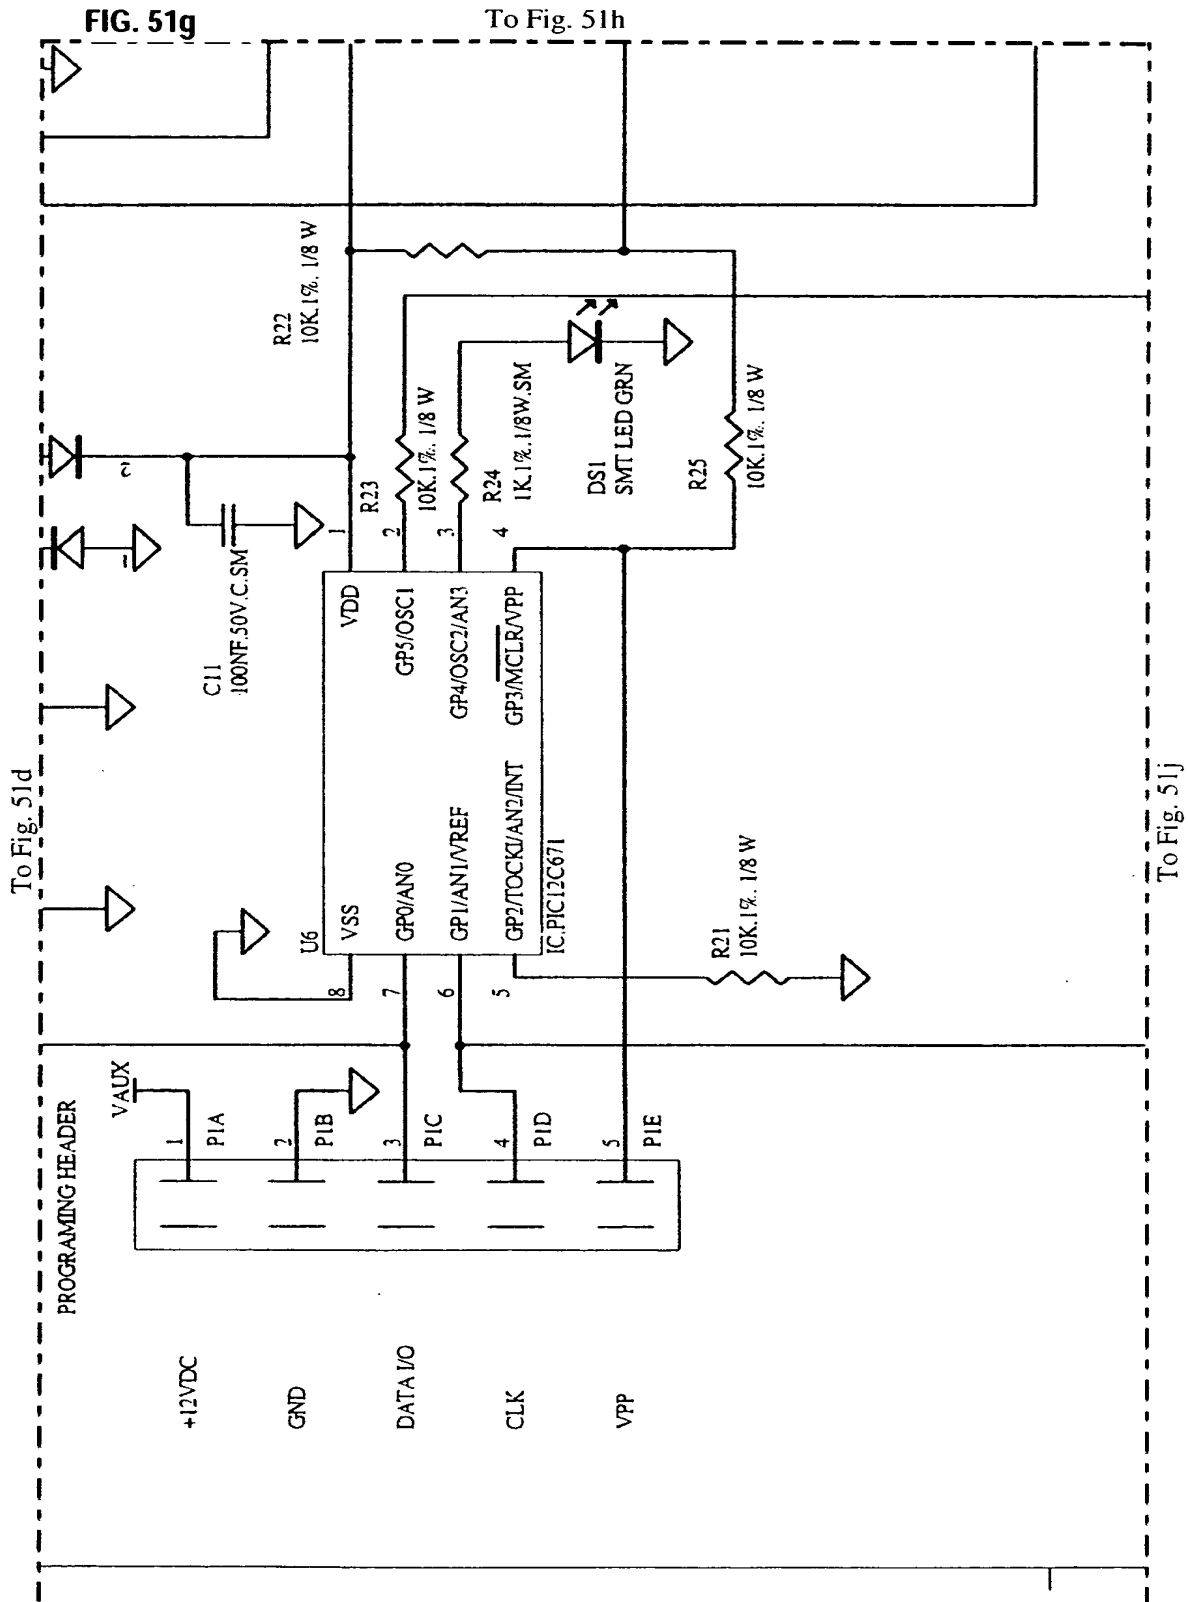 FIG. 51g
To Fig. 51h
To Fig. 51d
To Fig. 51j
R22
10K.1%. 1/8 W
2
1
C11
100NF.50V.C.SM
R23
10K.1%. 1/8 W
R24
1K.1%.1/8W.SM
DS1
SMT LED GRN
R25
10K.1%. 1/8 W
1
2
3
4
VDD
GP5/OSC1
GP4/OSC2/AN3
GP3/MCLR/VPP
VSS
GP0/AN0
GP1/AN1/VREF
GP2/TOCKI/AN2/INT
U6
IC.PIC12C671
8
7
6
5
R21
10K.1%. 1/8 W
VAUX
PROGRAMING HEADER
1
P1A
2
P1B
3
P1C
4
P1D
5
P1E
+12VDC
GND
DATA I/O
CLK
VPP